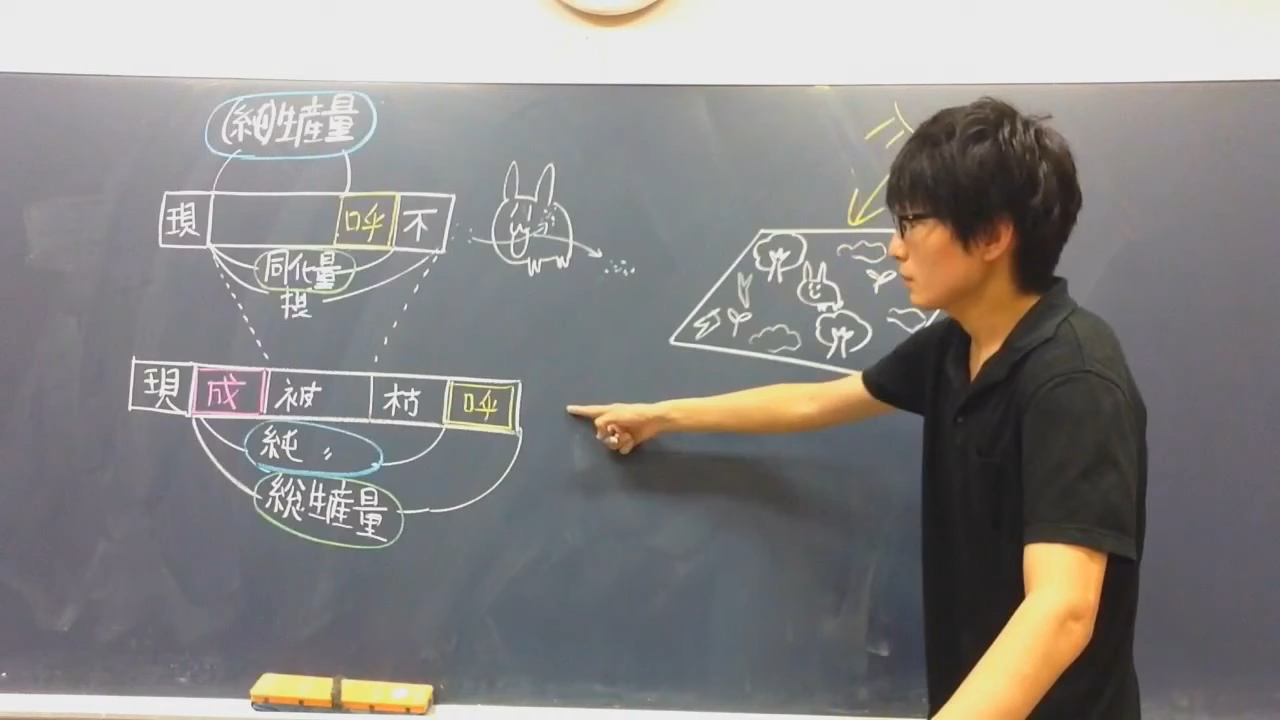 (純)生産量
現 呼 不
同化量
摂
現 成 被 枯 呼
純 〃
総生産量